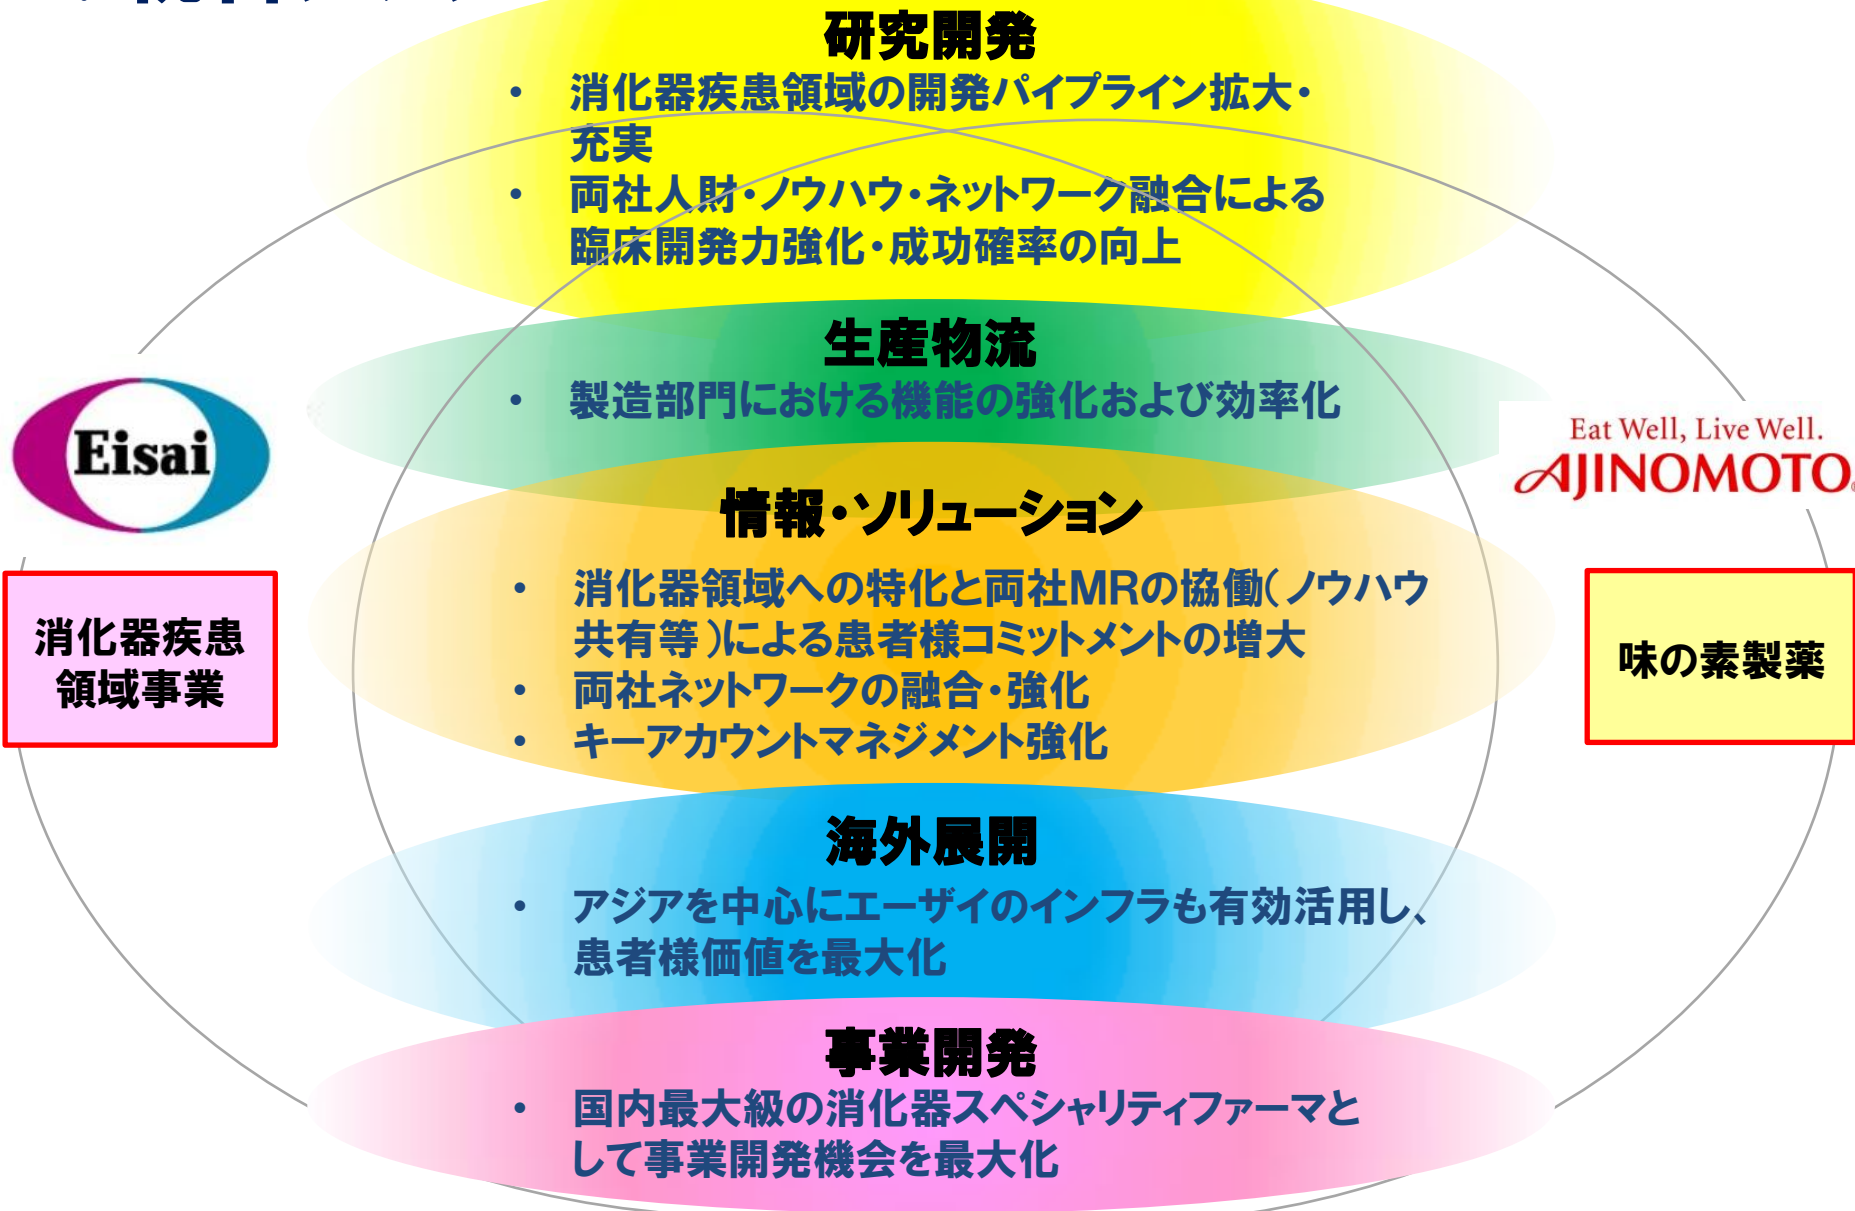 研究開発
・ 消化器疾患領域の開発パイプライン拡大・
充実
・ 両社人財・ノウハウ・ネットワーク融合による
臨床開発力強化・成功確率の向上
生産物流
・ 製造部門における機能の強化および効率化
Eisai
Eat Well, Live Well.
AJINOMOTO®
情報・ソリューション
・ 消化器領域への特化と両社MRの協働(ノウハウ
共有等)による患者様コミットメントの増大
・ 両社ネットワークの融合・強化
・ キーアカウントマネジメント強化
消化器疾患
領域事業
味の素製薬
海外展開
・ アジアを中心にエーザイのインフラも有効活用し、
患者様価値を最大化
事業開発
・ 国内最大級の消化器スペシャリティファーマと
して事業開発機会を最大化